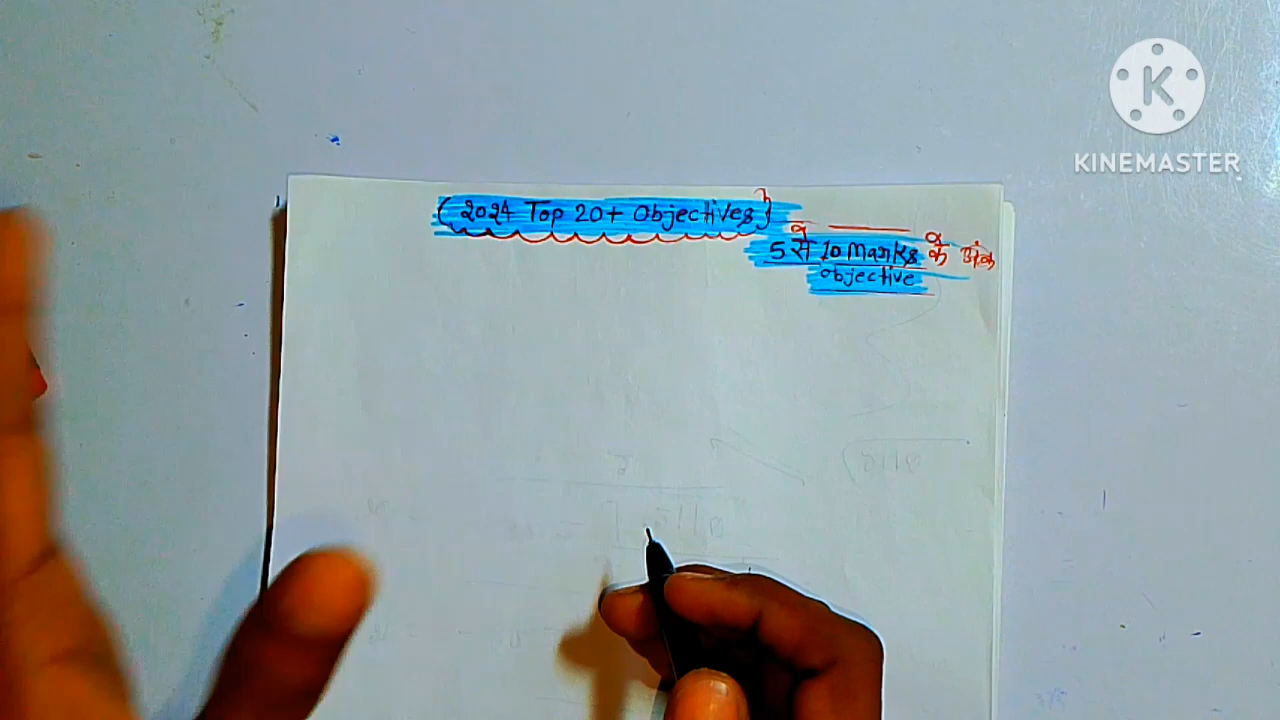 KINEMASTER
( 2024 Top 20+ Objectives )
5 से 10 Marks के अंक
objective